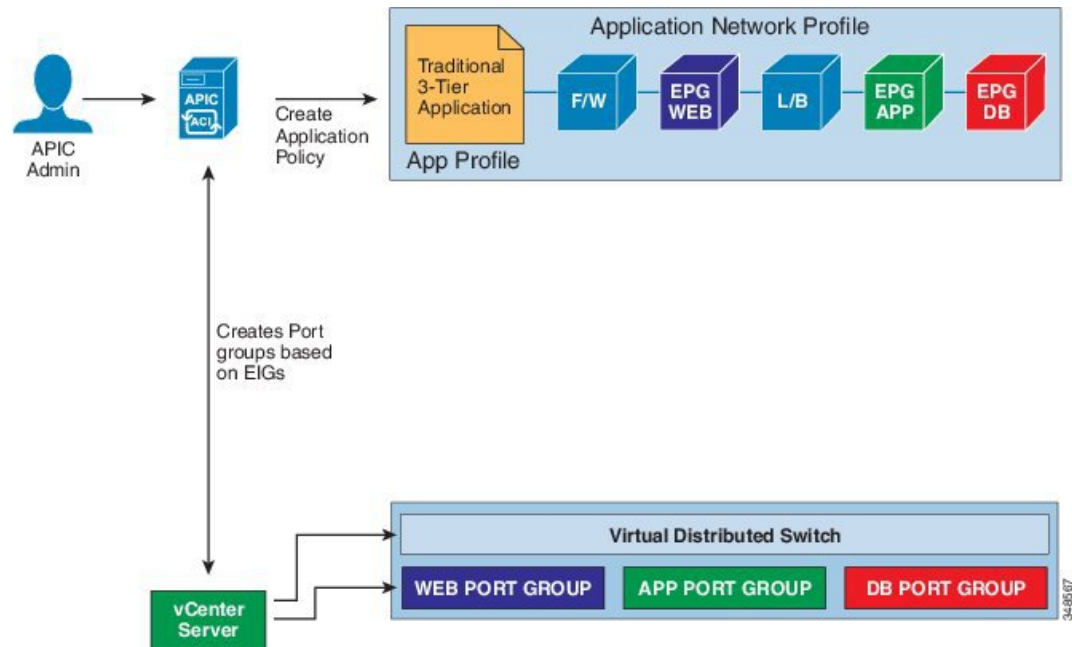 Application Network Profile
Traditional
3-Tier
Application
App Profile
F/W
EPG
WEB
L/B
EPG
APP
EPG
DB
APIC
ACI
APIC
Admin
Create
Application
Policy
Creates Port
groups based
on EIGs
Virtual Distributed Switch
WEB PORT GROUP
APP PORT GROUP
DB PORT GROUP
vCenter
Server
348567